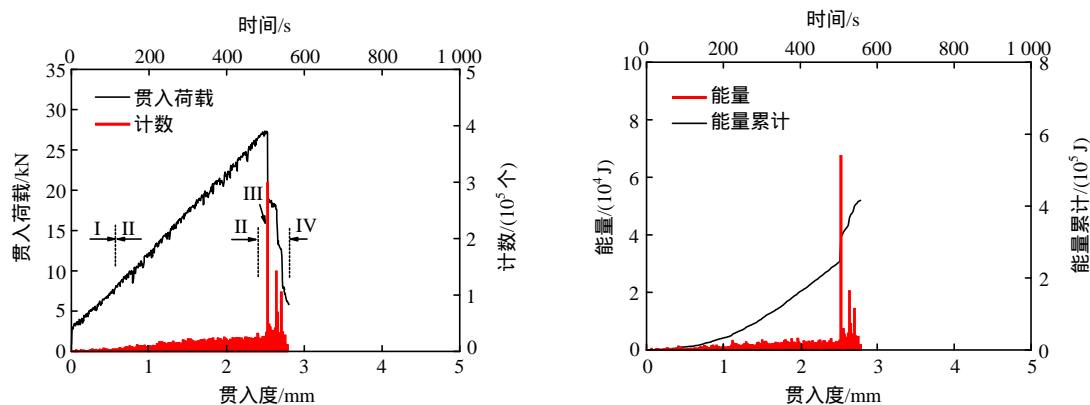 时间/s
0 200 400 600 800 1 000
35 5
贯入荷载
计数
30
25
20
15
10
5
0
4
3
2
1
0
III
I II
II IV
贯入荷载/kN
计数/(10⁵ 个)
0 1 2 3 4 5
贯入度/mm
时间/s
0 200 400 600 800 1 000
10 8
能量
能量累计
8
6
4
2
0
6
4
2
0
能量/(10⁴ J)
能量累计/(10⁵ J)
0 1 2 3 4 5
贯入度/mm